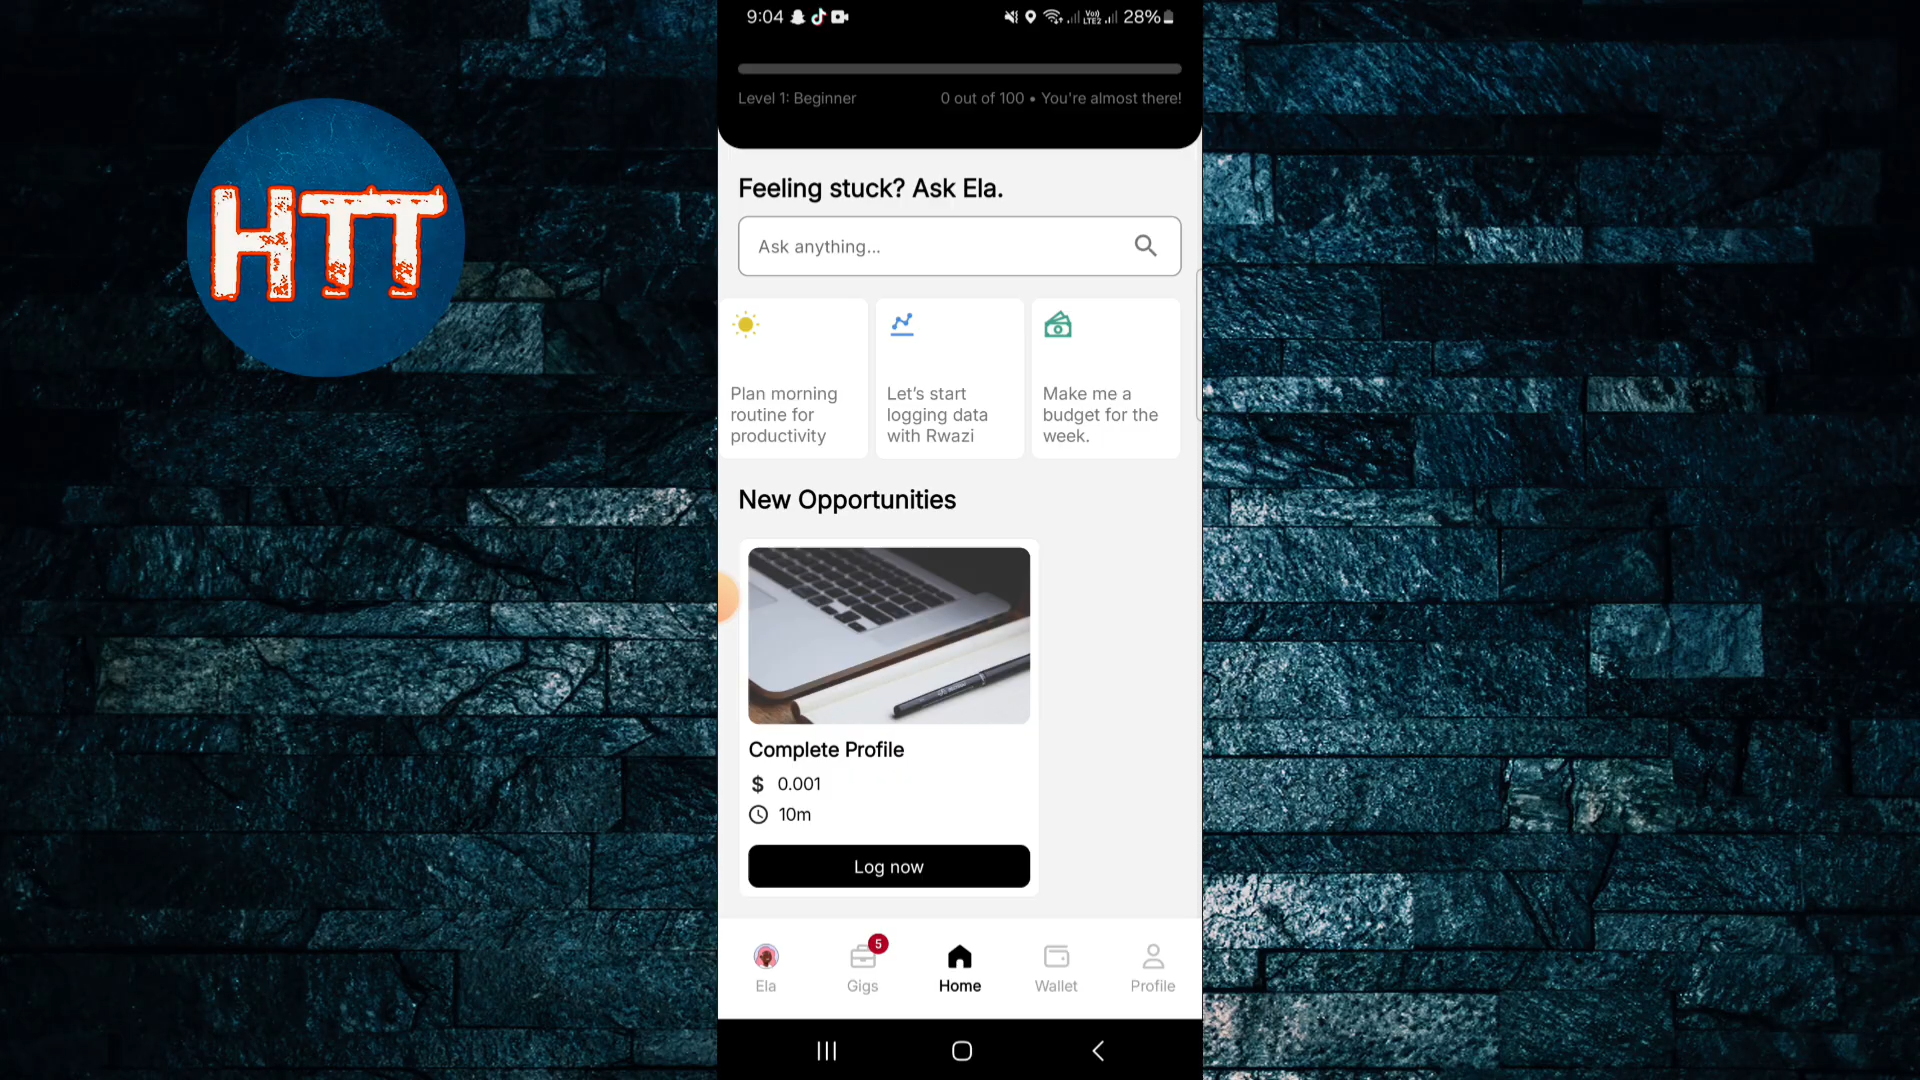 9:04
Vo)) LTE2 28%
Level 1: Beginner
0 out of 100 • You're almost there!
HTT
Feeling stuck? Ask Ela.
Ask anything...
Plan morning
routine for
productivity
Let's start
logging data
with Rwazi
Make me a
budget for the
week.
New Opportunities
Complete Profile
$ 0.001
10m
Log now
5
Ela
Gigs
Home
Wallet
Profile